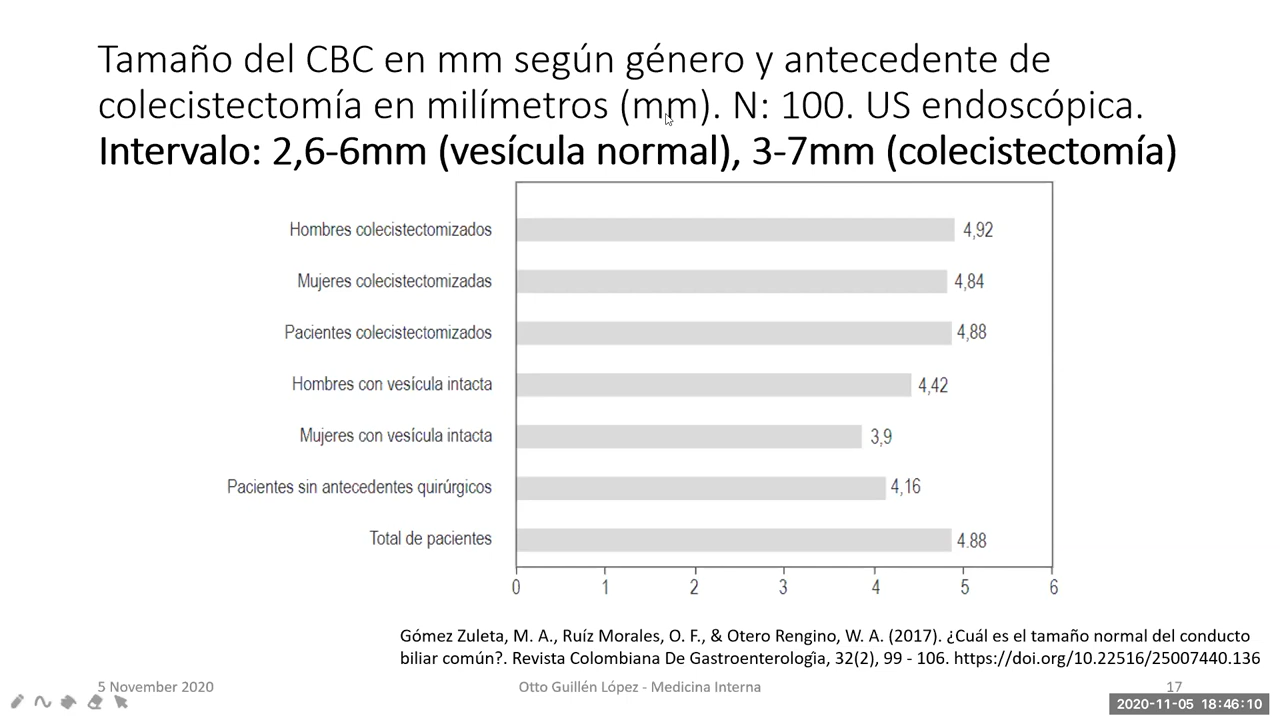 Tamaño del CBC en mm según género y antecedente de
colecistectomía en milímetros (mm). N: 100. US endoscópica.
Intervalo: 2,6-6mm (vesícula normal), 3-7mm (colecistectomía)
Hombres colecistectomizados 4,92
Mujeres colecistectomizadas 4,84
Pacientes colecistectomizados 4,88
Hombres con vesícula intacta 4,42
Mujeres con vesícula intacta 3,9
Pacientes sin antecedentes quirúrgicos 4,16
Total de pacientes 4.88
0 1 2 3 4 5 6
Gómez Zuleta, M. A., Ruíz Morales, O. F., & Otero Rengino, W. A. (2017). ¿Cuál es el tamaño normal del conducto
biliar común?. Revista Colombiana De Gastroenterología, 32(2), 99 - 106. https://doi.org/10.22516/25007440.136
5 November 2020 Otto Guillén López - Medicina Interna 17
2020-11-05 18:46:10